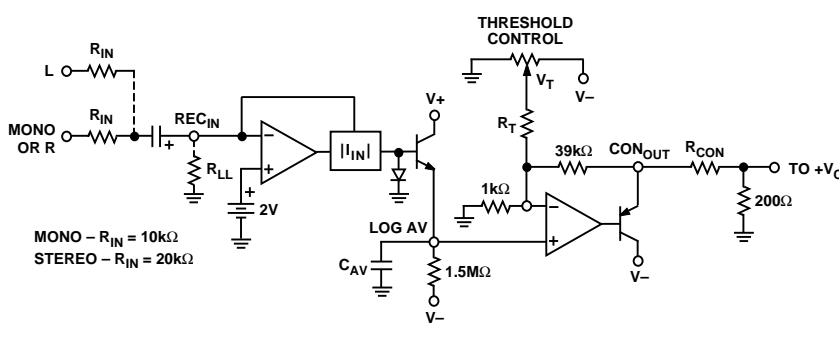 THRESHOLD
CONTROL
L
R_IN
V_T
V–
MONO
OR R
R_IN
REC_IN
V+
R_T
|I_IN|
39kΩ
CON_OUT
R_CON
TO +V_C
R_LL
+
–
+
+
2V
1kΩ
–
+
200Ω
LOG AV
V–
MONO – R_IN = 10kΩ
STEREO – R_IN = 20kΩ
C_AV
1.5MΩ
V–